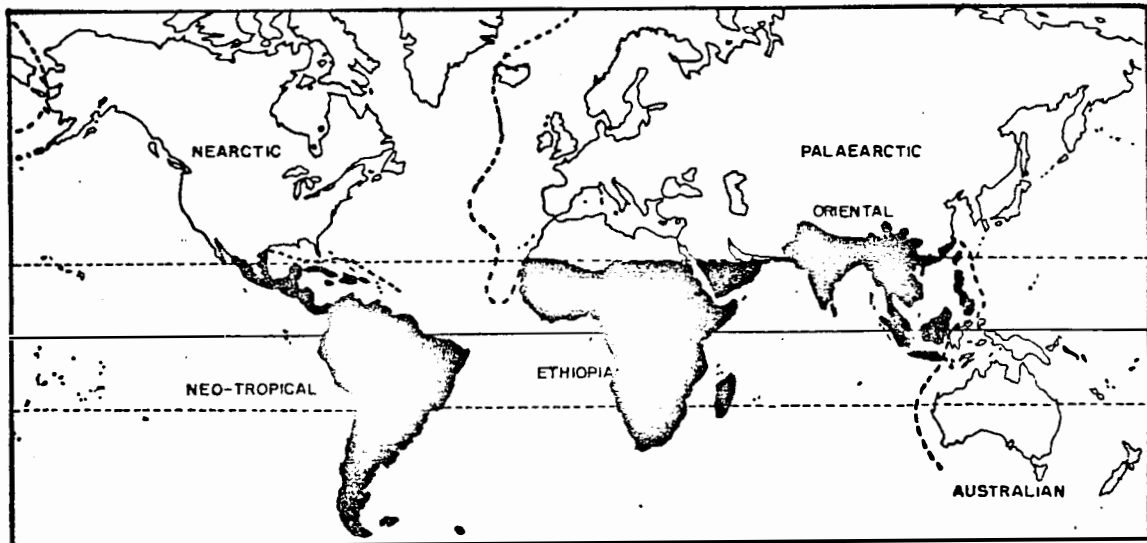 NEARCTIC
PALAEARCTIC
ORIENTAL
NEO-TROPICAL
ETHIOPIA
AUSTRALIAN